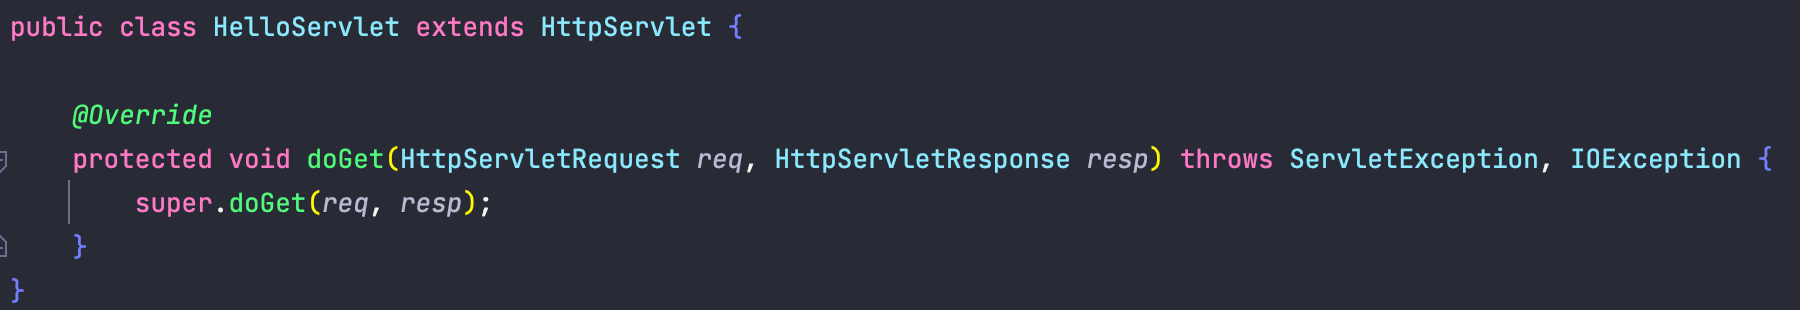 public class HelloServlet extends HttpServlet {
@Override
protected void doGet(HttpServletRequest req, HttpServletResponse resp) throws ServletException, IOException {
super.doGet(req, resp);
}
}